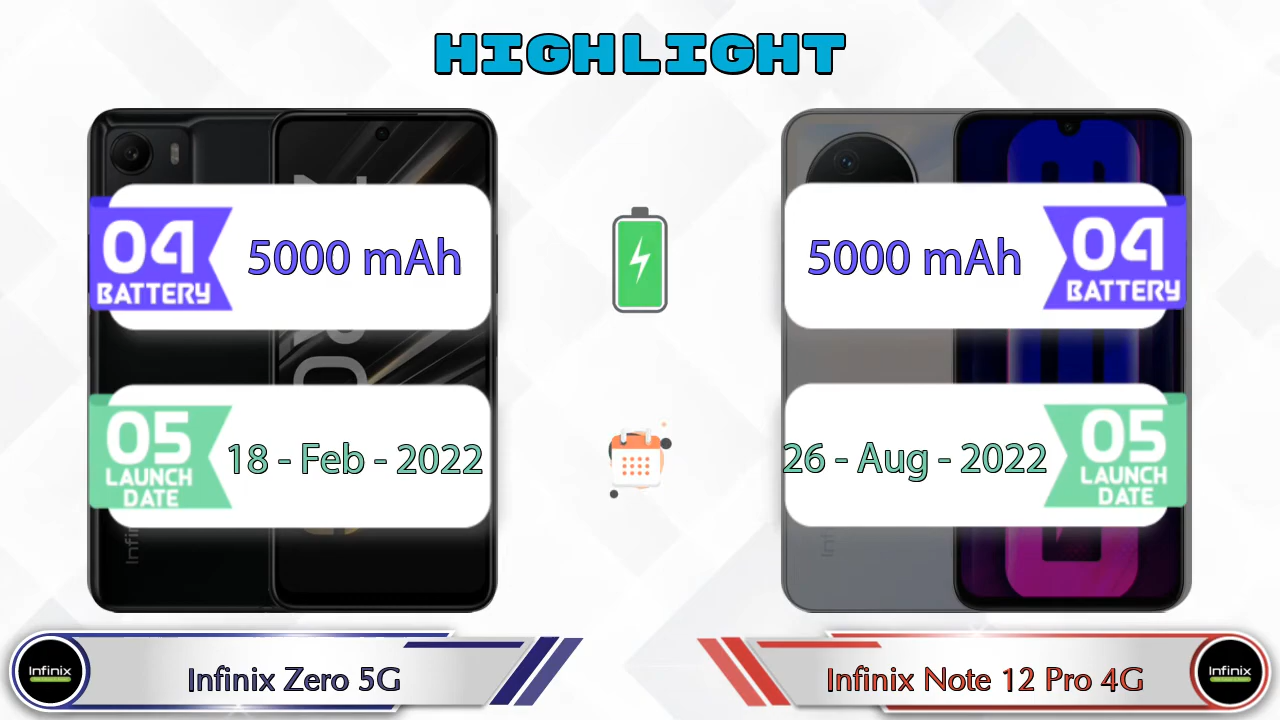 HIGHLIGHT
04
BATTERY
5000 mAh
5000 mAh
04
BATTERY
05
LAUNCH
DATE
18 - Feb - 2022
26 - Aug - 2022
05
LAUNCH
DATE
Infinix
Infinix Zero 5G
Infinix Note 12 Pro 4G
Infinix